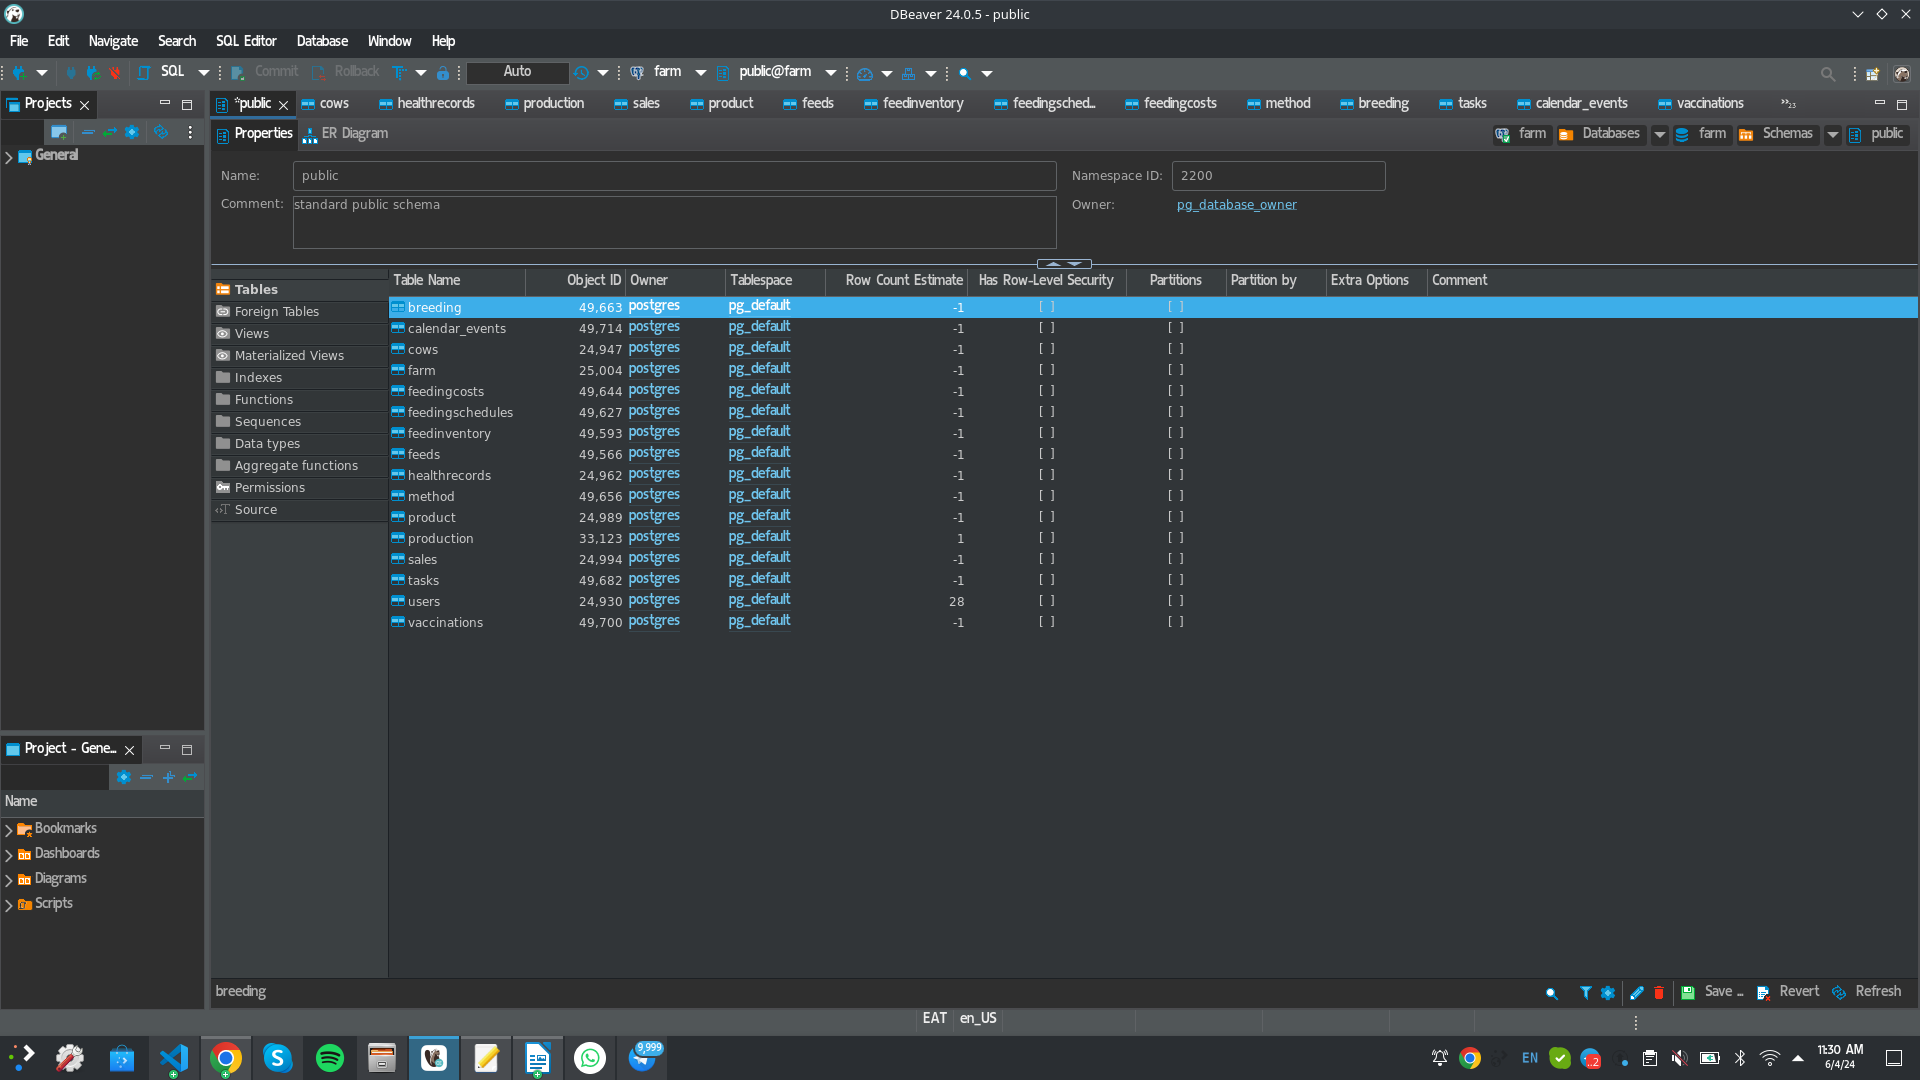 DBeaver 24.0.5 - public
File Edit Navigate Search SQL Editor Database Window Help
SQL Commit Rollback Auto farm public@farm
Projects
*public cows healthrecords production sales product feeds feedinventory feedingsched... feedingcosts method breeding tasks calendar_events vaccinations »23
Properties ER Diagram farm Databases farm Schemas public
General
Name: public Namespace ID: 2200
Comment: standard public schema Owner: pg_database_owner
Tables
Foreign Tables
Views
Materialized Views
Indexes
Functions
Sequences
Data types
Aggregate functions
Permissions
Source
Table Name Object ID Owner Tablespace Row Count Estimate Has Row-Level Security Partitions Partition by Extra Options Comment
breeding 49,663 postgres pg_default -1 [ ] [ ]
calendar_events 49,714 postgres pg_default -1 [ ] [ ]
cows 24,947 postgres pg_default -1 [ ] [ ]
farm 25,004 postgres pg_default -1 [ ] [ ]
feedingcosts 49,644 postgres pg_default -1 [ ] [ ]
feedingschedules 49,627 postgres pg_default -1 [ ] [ ]
feedinventory 49,593 postgres pg_default -1 [ ] [ ]
feeds 49,566 postgres pg_default -1 [ ] [ ]
healthrecords 24,962 postgres pg_default -1 [ ] [ ]
method 49,656 postgres pg_default -1 [ ] [ ]
product 24,989 postgres pg_default -1 [ ] [ ]
production 33,123 postgres pg_default 1 [ ] [ ]
sales 24,994 postgres pg_default -1 [ ] [ ]
tasks 49,682 postgres pg_default -1 [ ] [ ]
users 24,930 postgres pg_default 28 [ ] [ ]
vaccinations 49,700 postgres pg_default -1 [ ] [ ]
Project - Gene...
Name
Bookmarks
Dashboards
Diagrams
Scripts
breeding Save ... Revert Refresh
EAT en_US
9,999
EN
11:30 AM
6/4/24